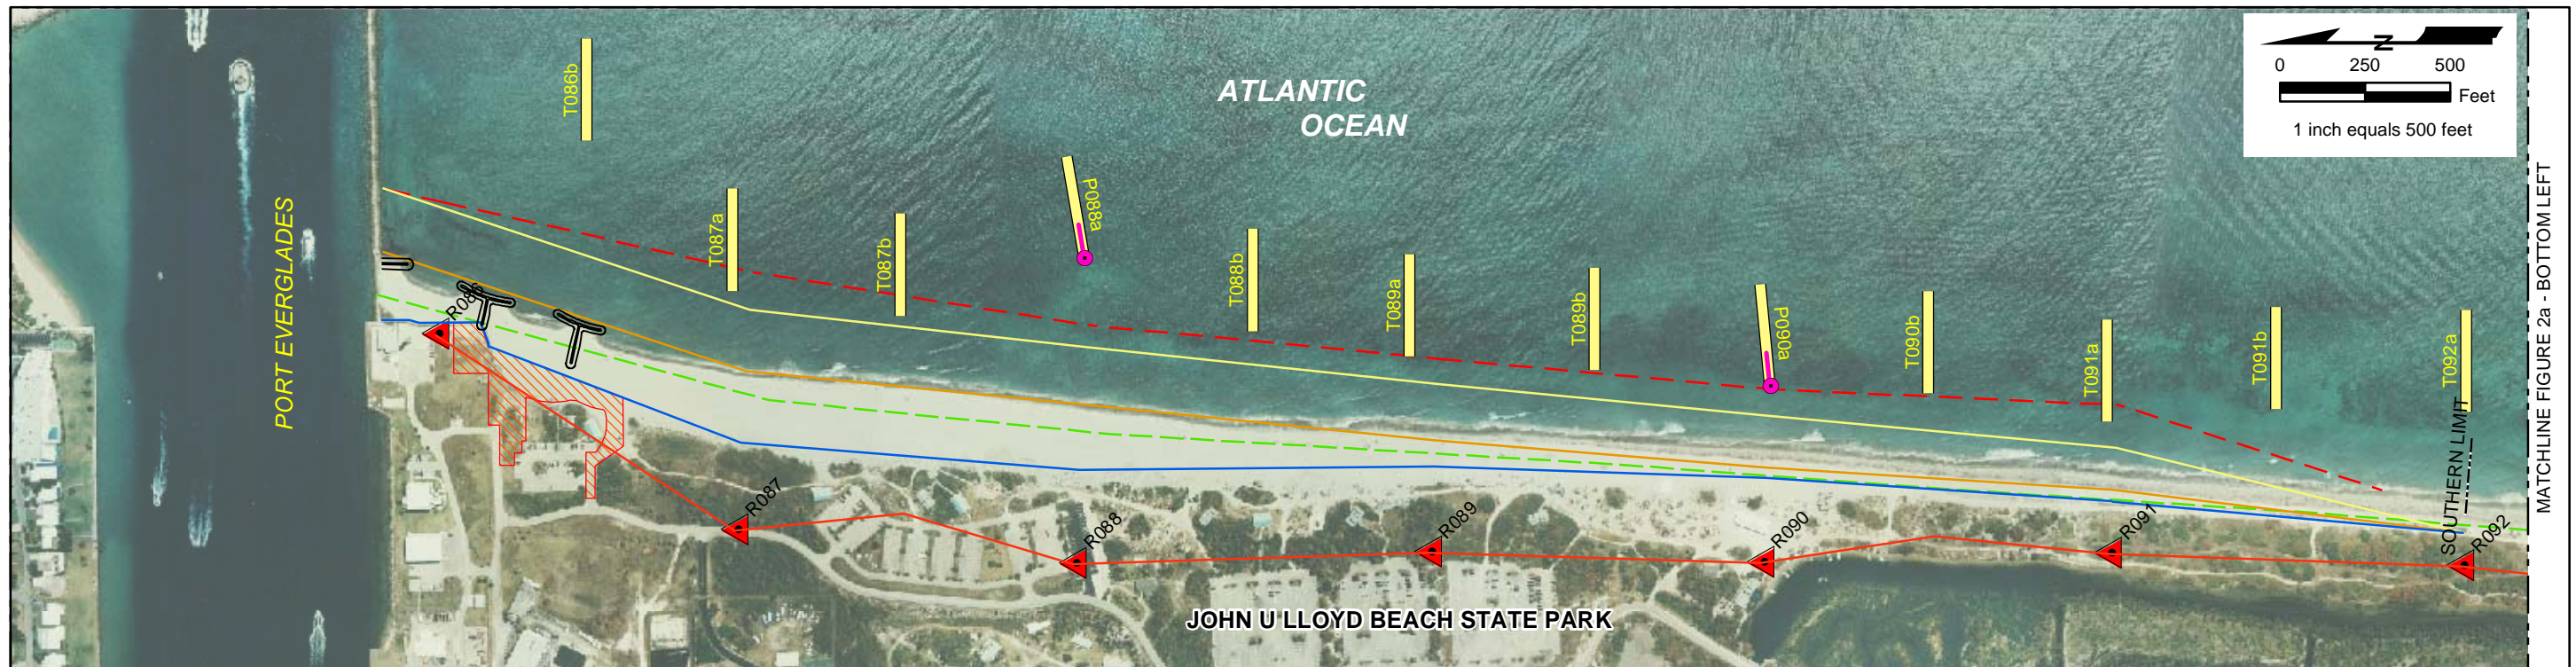 ATLANTIC
OCEAN
PORT EVERGLADES
T086b
T087a
T087b
P088a
T088b
T089a
T089b
P090a
T090b
T091a
T091b
T092a
R086
R087
R088
R089
R090
R091
R092
SOUTHERN LIMIT
JOHN U LLOYD BEACH STATE PARK
N
0 250 500
Feet
1 inch equals 500 feet
MATCHLINE FIGURE 2a - BOTTOM LEFT